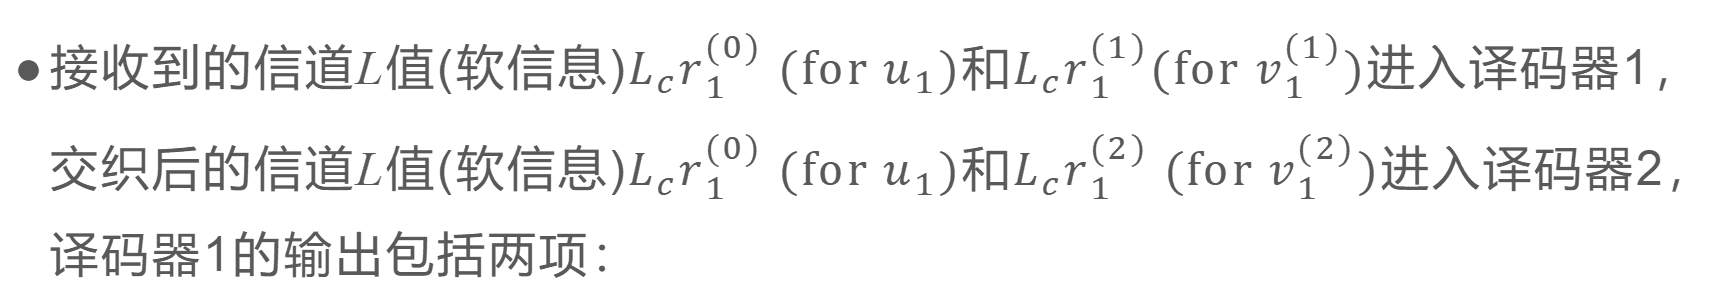 ●接收到的信道L值(软信息)L_c r_1^{(0)} (for u_1)和L_c r_1^{(1)}(for v_1^{(1)})进入译码器1，
交织后的信道L值(软信息)L_c r_1^{(0)} (for u_1)和L_c r_1^{(2)} (for v_1^{(2)})进入译码器2，
译码器1的输出包括两项：